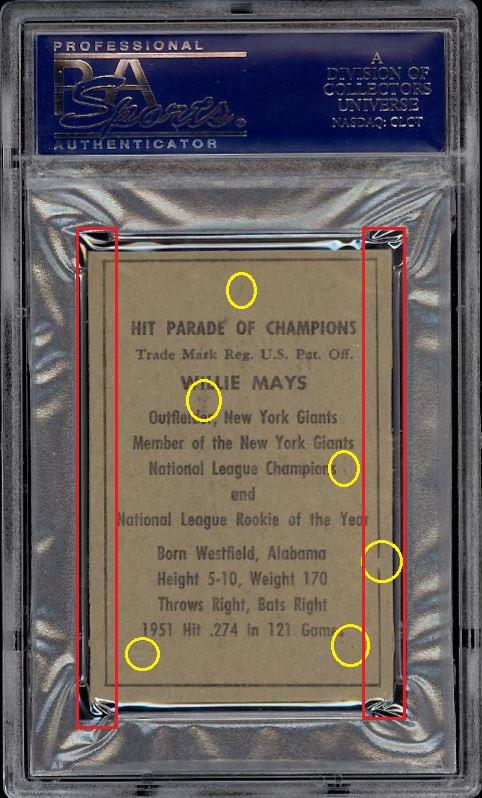 PROFESSIONAL
PSA
Sports
AUTHENTICATOR
A
DIVISION OF
COLLECTORS
UNIVERSE
NASDAQ: CLCT
HIT PARADE OF CHAMPIONS
Trade Mark Reg. U.S. Pat. Off.
WILLIE MAYS
Outfielder, New York Giants
Member of the New York Giants
National League Champions
and
National League Rookie of the Year
Born Westfield, Alabama
Height 5-10, Weight 170
Throws Right, Bats Right
1951 Hit .274 in 121 Games